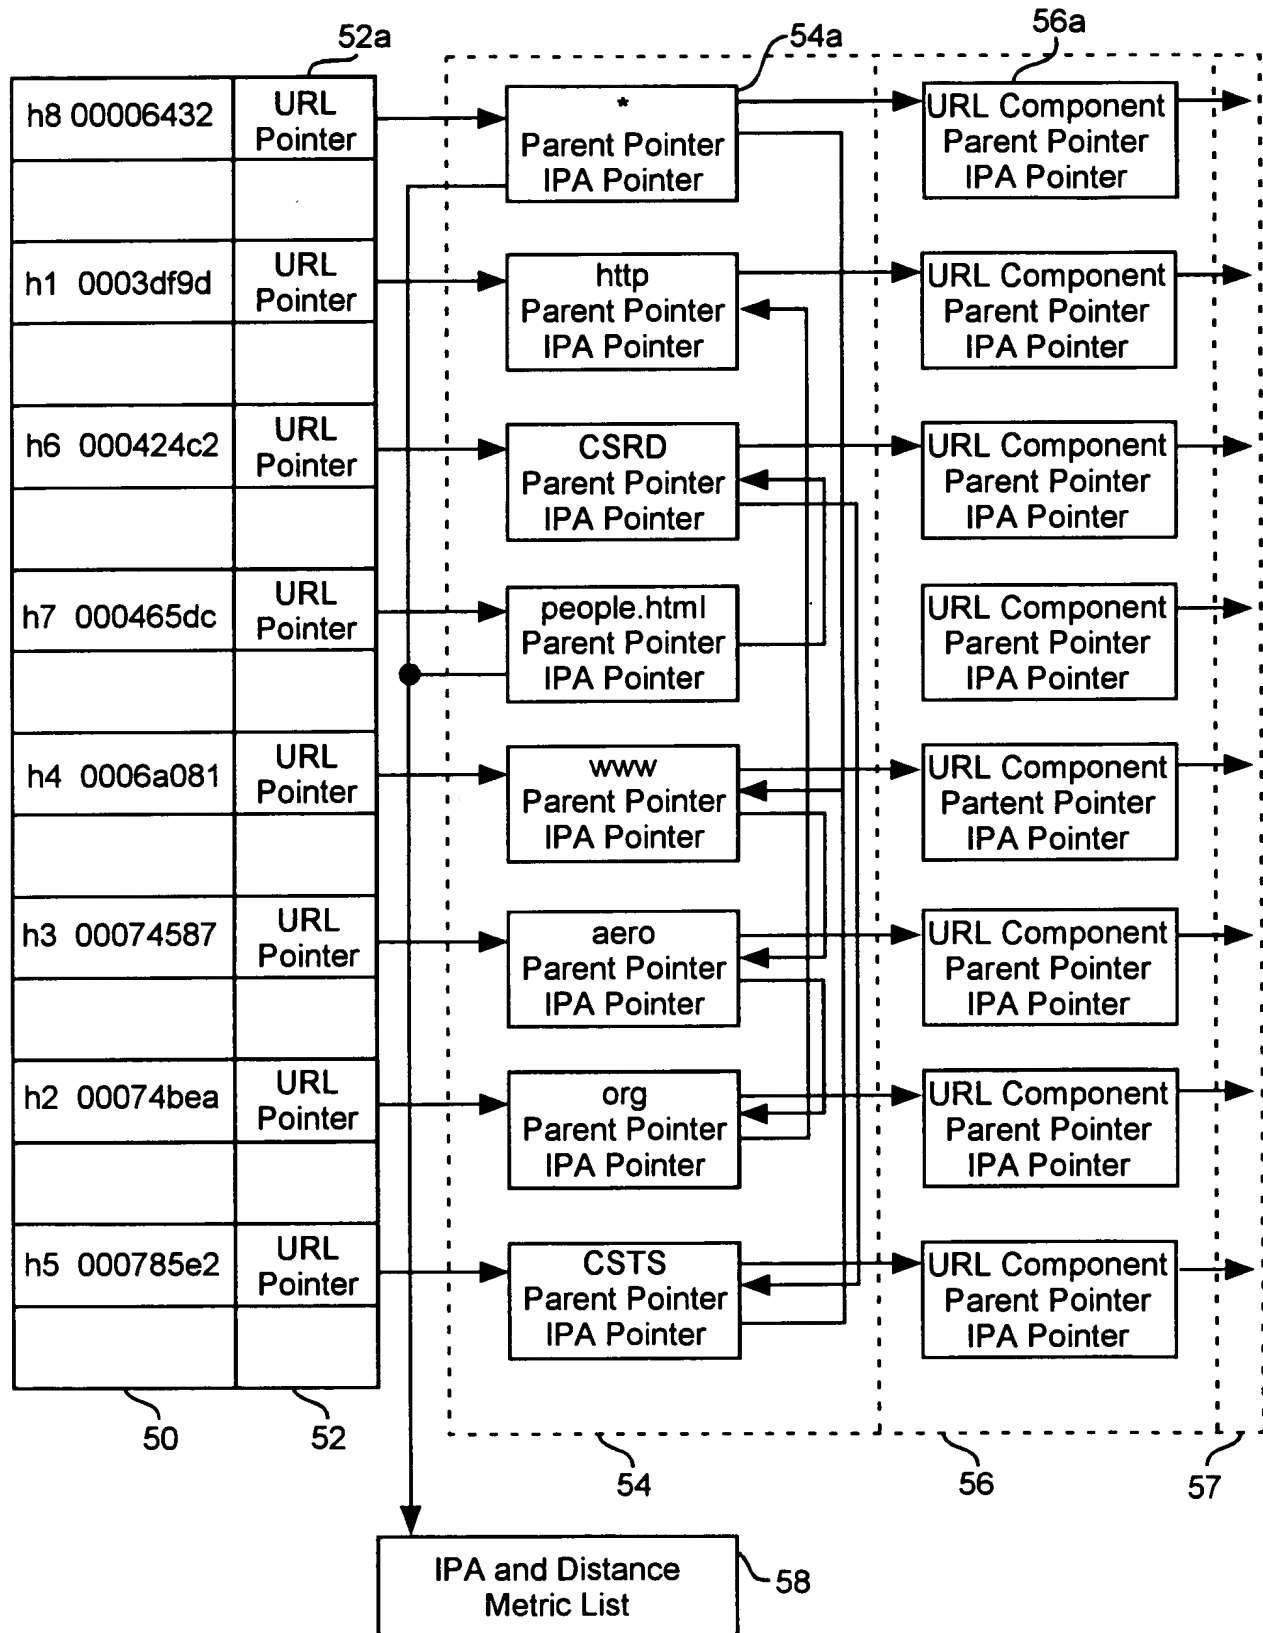 52a
54a
56a
h8 00006432
URL
Pointer
*
Parent Pointer
IPA Pointer
URL Component
Parent Pointer
IPA Pointer
h1 0003df9d
URL
Pointer
http
Parent Pointer
IPA Pointer
URL Component
Parent Pointer
IPA Pointer
h6 000424c2
URL
Pointer
CSRD
Parent Pointer
IPA Pointer
URL Component
Parent Pointer
IPA Pointer
h7 000465dc
URL
Pointer
people.html
Parent Pointer
IPA Pointer
URL Component
Parent Pointer
IPA Pointer
h4 0006a081
URL
Pointer
www
Parent Pointer
IPA Pointer
URL Component
Partent Pointer
IPA Pointer
h3 00074587
URL
Pointer
aero
Parent Pointer
IPA Pointer
URL Component
Parent Pointer
IPA Pointer
h2 00074bea
URL
Pointer
org
Parent Pointer
IPA Pointer
URL Component
Parent Pointer
IPA Pointer
h5 000785e2
URL
Pointer
CSTS
Parent Pointer
IPA Pointer
URL Component
Parent Pointer
IPA Pointer
50
52
54
56
57
IPA and Distance
Metric List
58